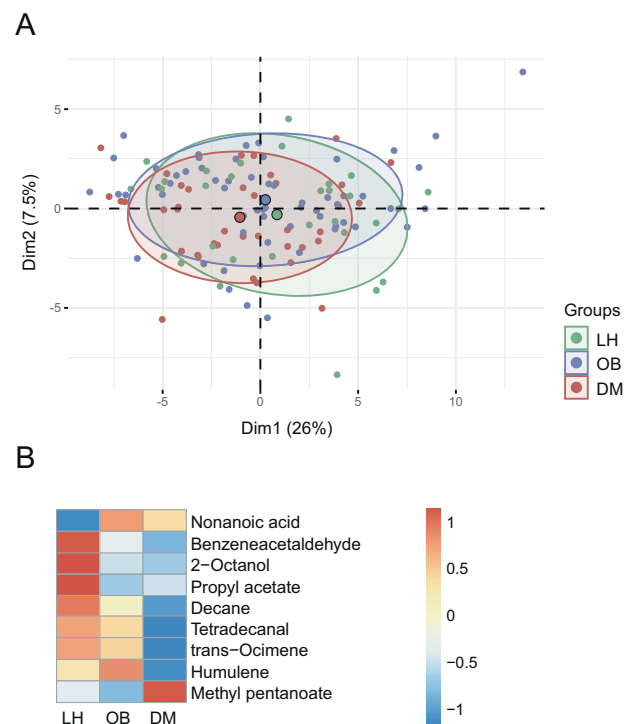 A
5
0
-5
Dim2 (7.5%)
-5
0
5
10
Dim1 (26%)
Groups
LH
OB
DM
B
Nonanoic acid
Benzeneacetaldehyde
2-Octanol
Propyl acetate
Decane
Tetradecanal
trans-Ocimene
Humulene
Methyl pentanoate
LH OB DM
1
0.5
0
−0.5
−1